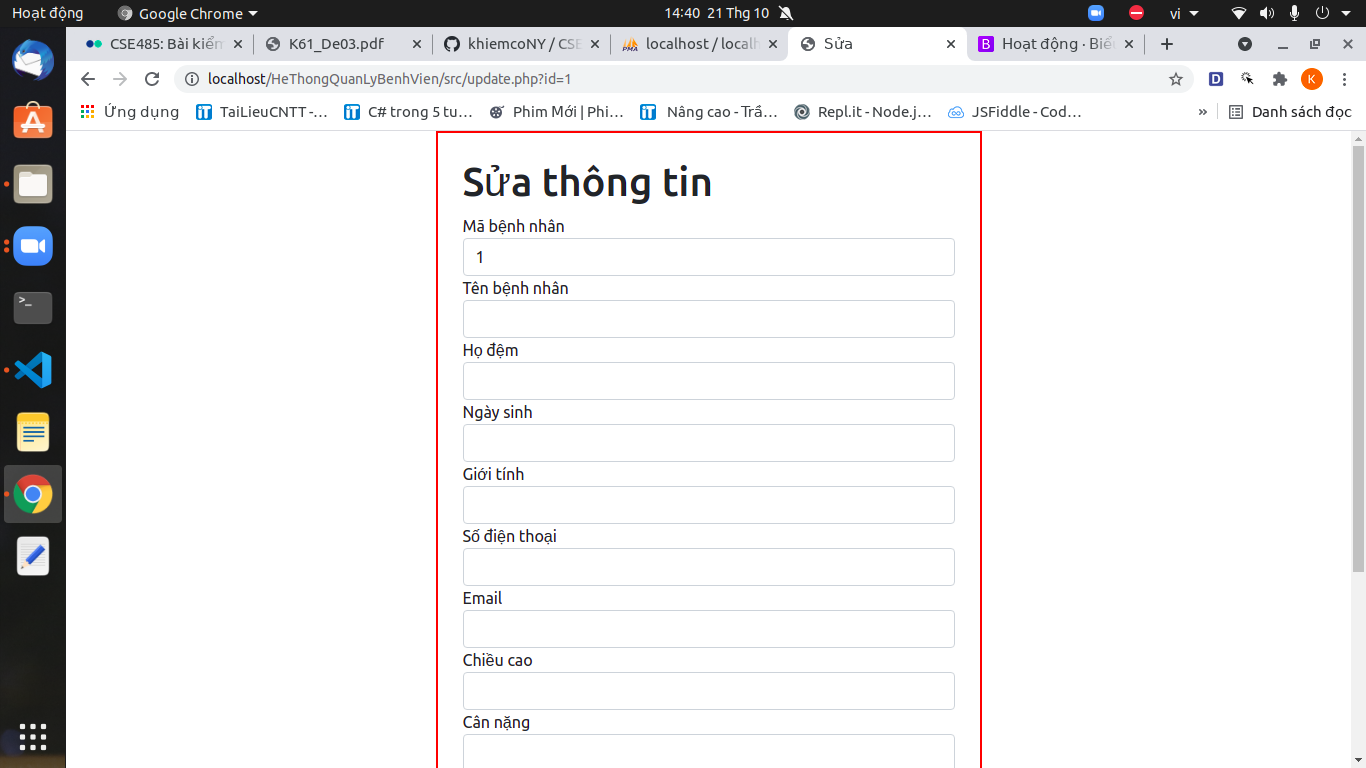 Hoạt động
Google Chrome
14:40 21 Thg 10
vi
CSE485: Bài kiển
K61_De03.pdf
khiemcoNY / CSE
localhost / localh
Sửa
Hoạt động · Biể
localhost/HeThongQuanLyBenhVien/src/update.php?id=1
K
Ứng dụng
TaiLieuCNTT -...
C# trong 5 tu...
Phim Mới | Phi...
Nâng cao - Trầ...
Repl.it - Node.j...
JSFiddle - Cod...
»
Danh sách đọc
Sửa thông tin
Mã bệnh nhân
1
Tên bệnh nhân
Họ đệm
Ngày sinh
Giới tính
Số điện thoại
Email
Chiều cao
Cân nặng